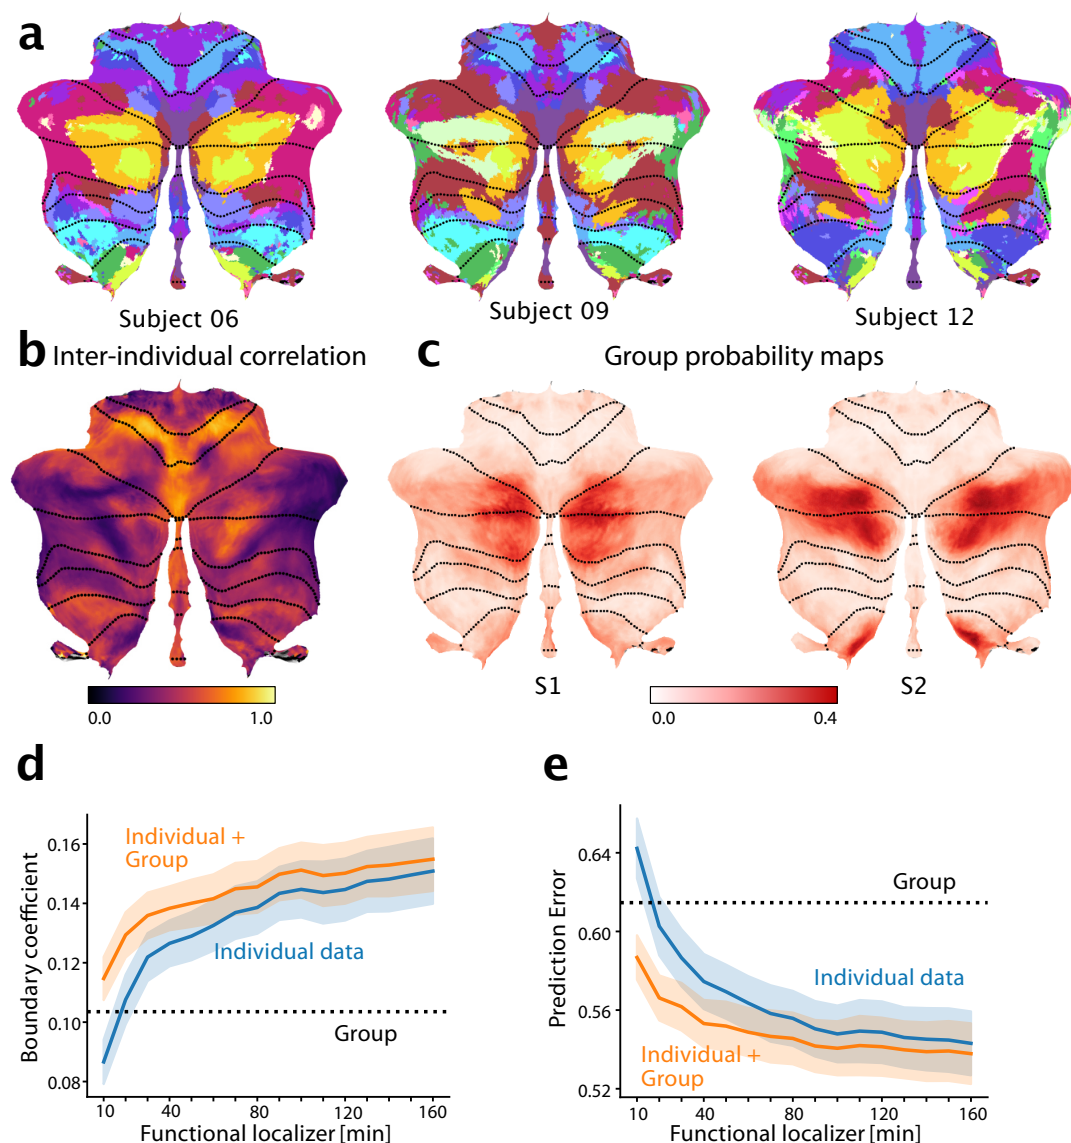 a
Subject 06
Subject 09
Subject 12
b Inter-individual correlation
c Group probability maps
0.0 1.0
S1
S2
0.0 0.4
d
Boundary coefficient
0.16
0.14
0.12
0.10
0.08
Individual +
Group
Individual data
Group
10 40 80 120 160
Functional localizer [min]
e
Prediction Error
0.64
0.60
0.56
0.52
Group
Individual data
Individual +
Group
10 40 80 120 160
Functional localizer [min]